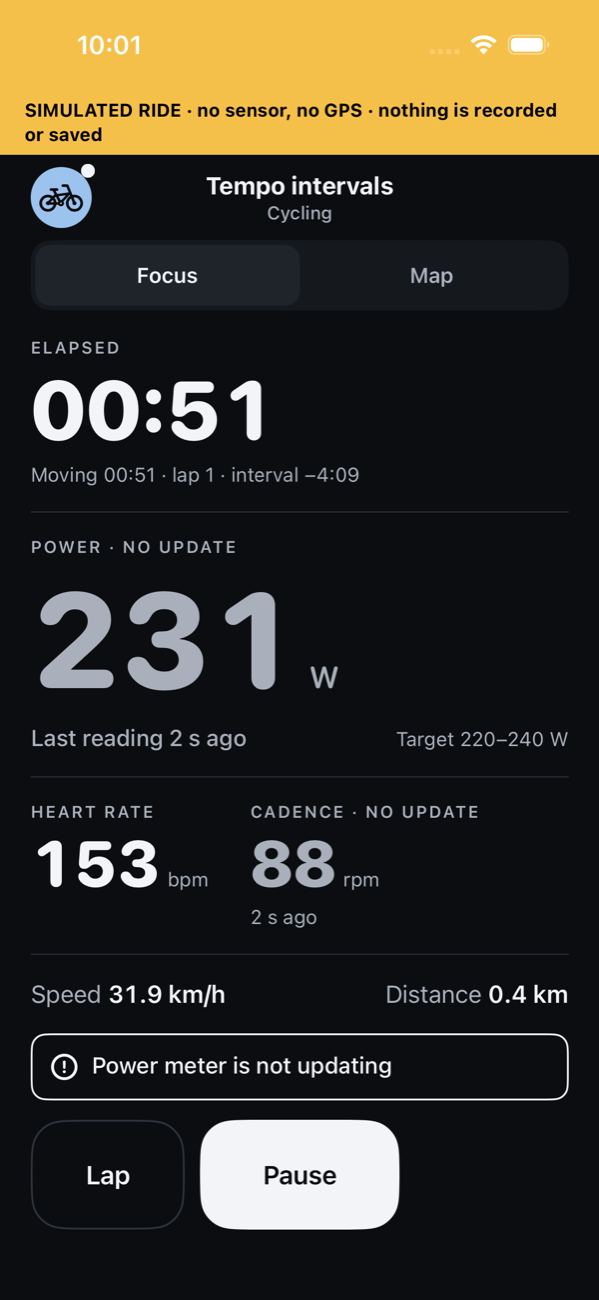 10:01
SIMULATED RIDE · no sensor, no GPS · nothing is recorded
or saved
Tempo intervals
Cycling
Focus
Map
ELAPSED
00:51
Moving 00:51 · lap 1 · interval −4:09
POWER · NO UPDATE
231 W
Last reading 2 s ago
Target 220–240 W
HEART RATE
CADENCE · NO UPDATE
153 bpm
88 rpm
2 s ago
Speed 31.9 km/h
Distance 0.4 km
Power meter is not updating
Lap
Pause